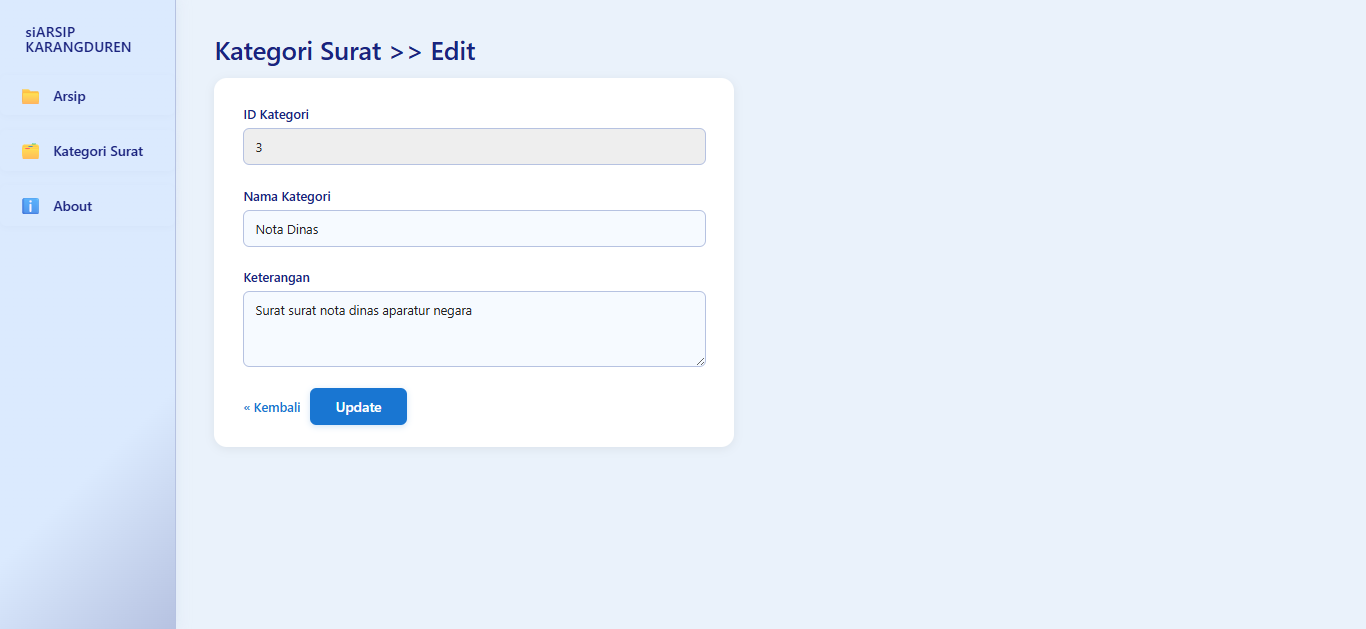 siARSIP
KARANGDUREN
Arsip
Kategori Surat
About
Kategori Surat >> Edit
ID Kategori
3
Nama Kategori
Nota Dinas
Keterangan
Surat surat nota dinas aparatur negara
« Kembali
Update